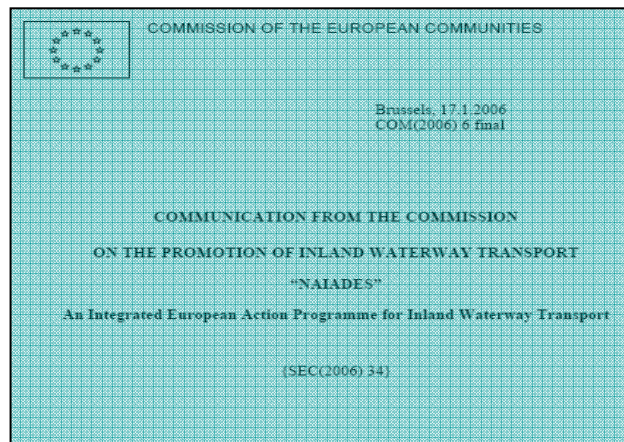 COMMISSION OF THE EUROPEAN COMMUNITIES
Brussels, 17.1.2006
COM(2006) 6 final
COMMUNICATION FROM THE COMMISSION
ON THE PROMOTION OF INLAND WATERWAY TRANSPORT
“NAIADES”
An Integrated European Action Programme for Inland Waterway Transport
{SEC(2006) 34}